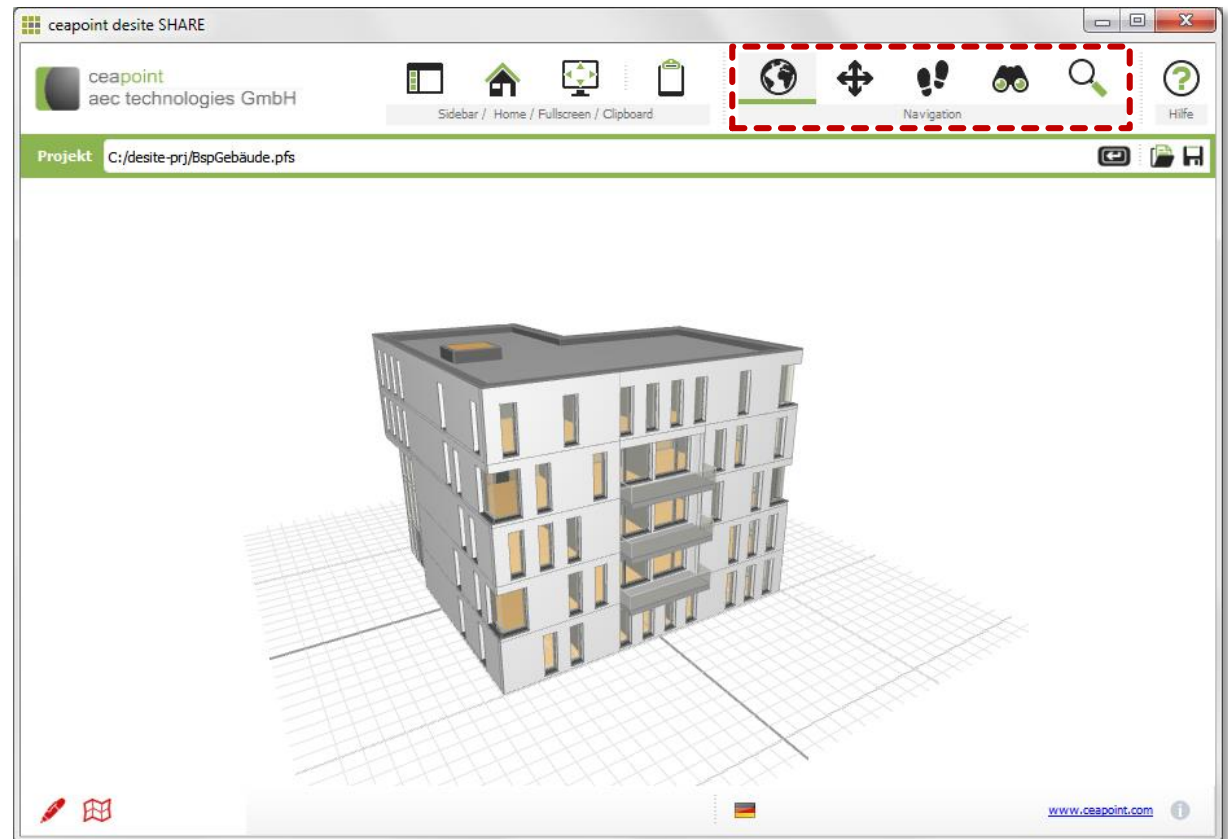 ceapoint desite SHARE
ceapoint
aec technologies GmbH
Sidebar / Home / Fullscreen / Clipboard
Navigation
Hilfe
Projekt C:/desite-prj/BspGebäude.pfs
www.ceapoint.com